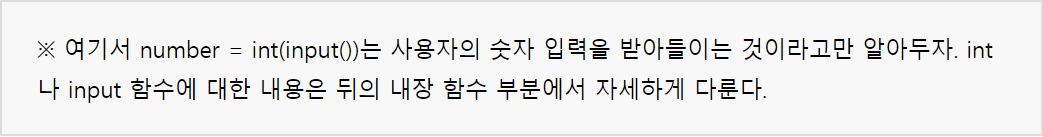 ※ 여기서 number = int(input())는 사용자의 숫자 입력을 받아들이는 것이라고만 알아두자. int
나 input 함수에 대한 내용은 뒤의 내장 함수 부분에서 자세하게 다룬다.